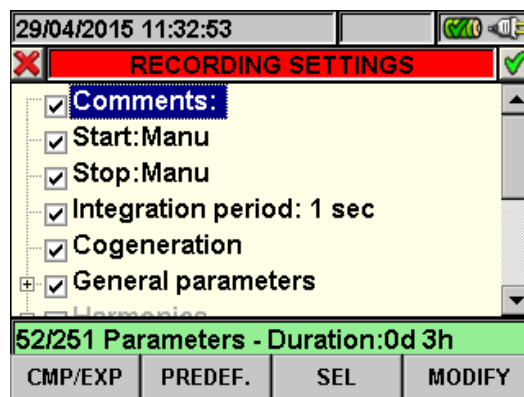 29/04/2015 11:32:53
RECORDING SETTINGS
Comments:
Start:Manu
Stop:Manu
Integration period: 1 sec
Cogeneration
General parameters
Harmonics
52/251 Parameters - Duration:0d 3h
CMP/EXP PREDEF. SEL MODIFY